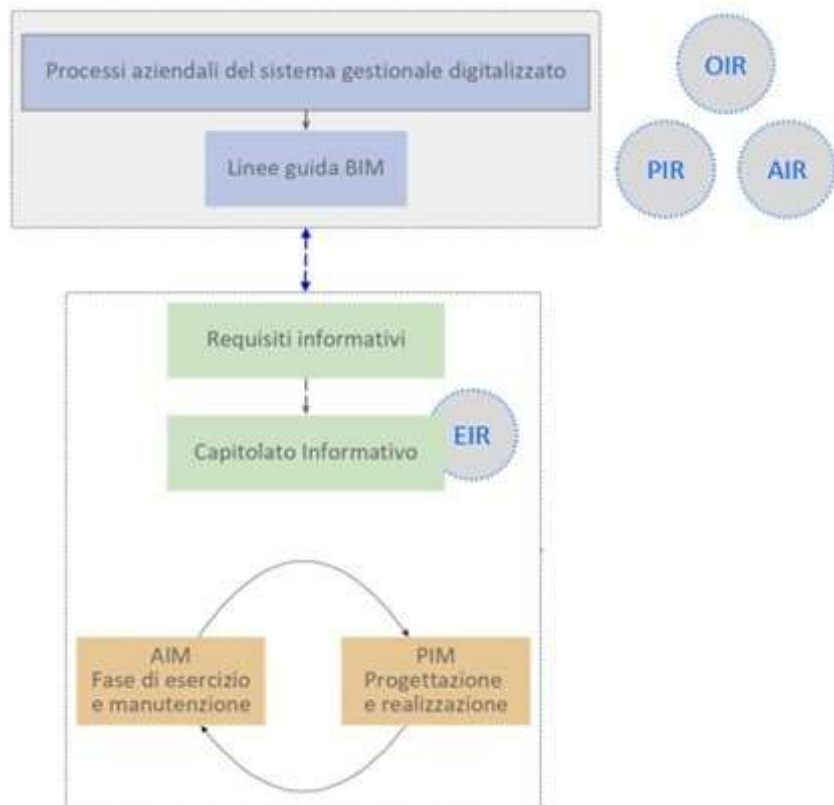 Processi aziendali del sistema gestionale digitalizzato
OIR
Linee guida BIM
PIR
AIR
Requisiti informativi
Capitolato Informativo
EIR
AIM
Fase di esercizio
e manutenzione
PIM
Progettazione
e realizzazione